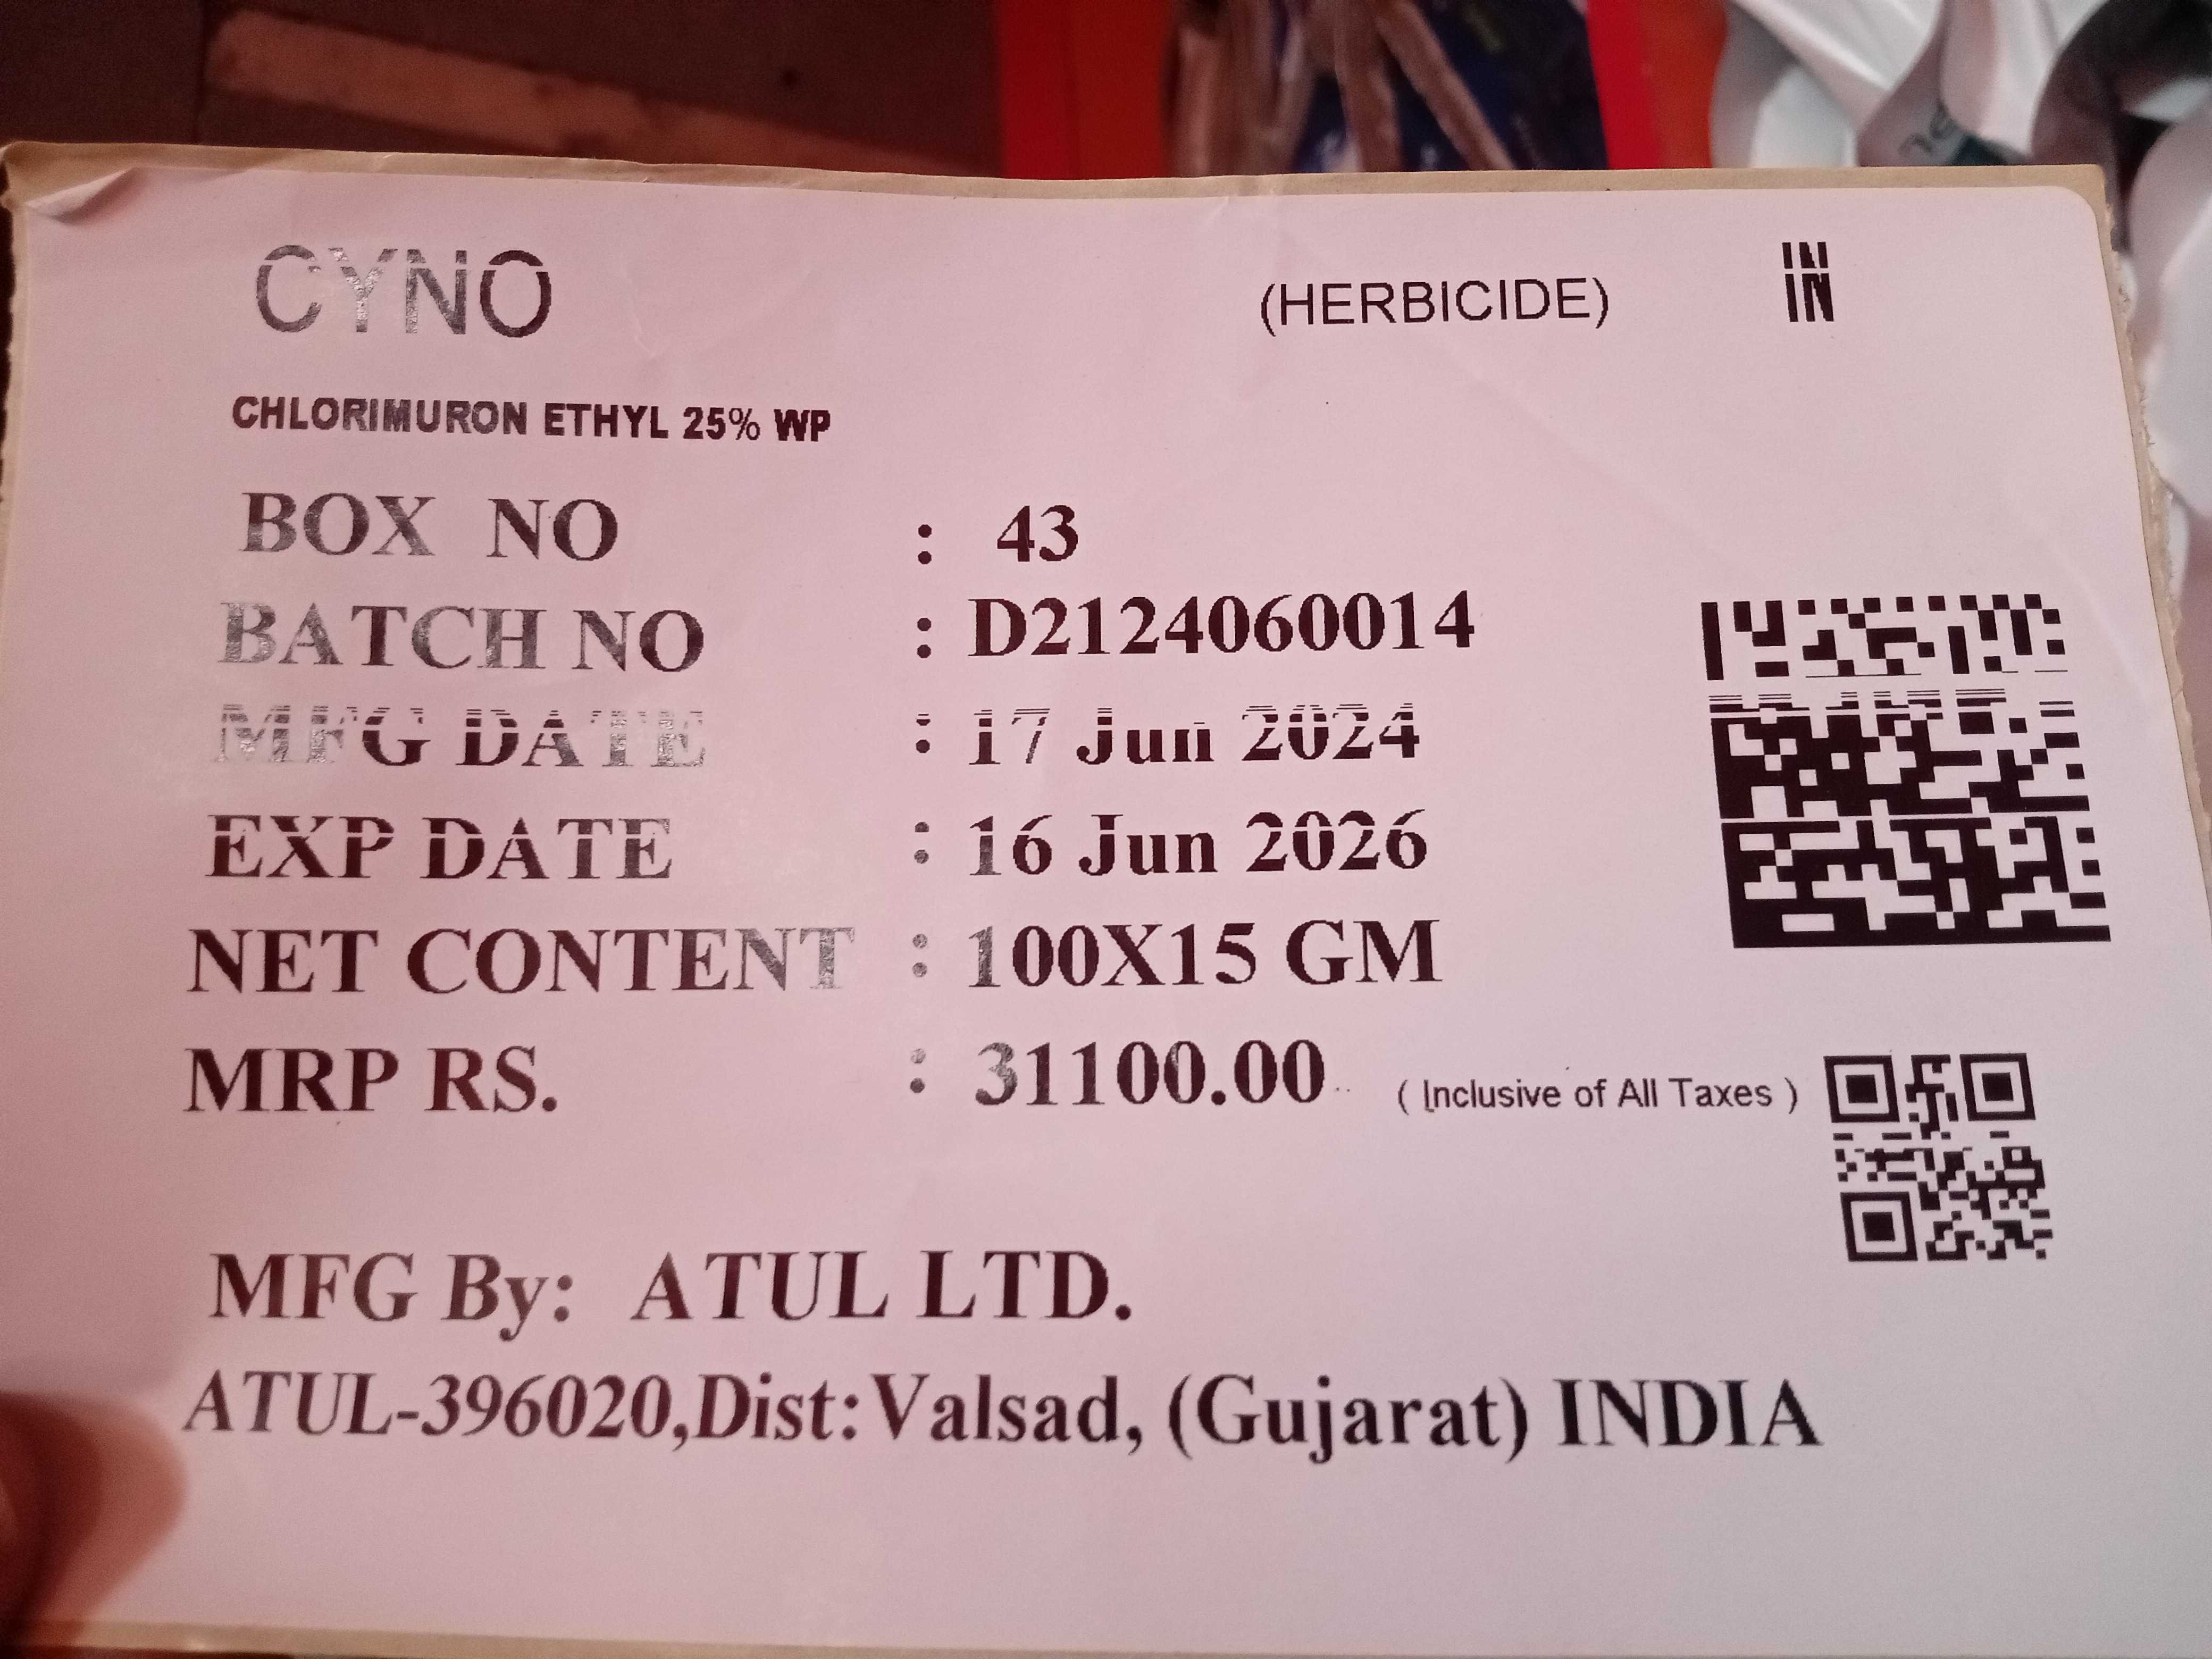 CYNO (HERBICIDE) IN
CHLORIMURON ETHYL 25% WP
BOX NO : 43
BATCH NO : D2124060014
MFG DATE : 17 Jun 2024
EXP DATE : 16 Jun 2026
NET CONTENT : 100X15 GM
MRP RS. : 31100.00 ( Inclusive of All Taxes )
MFG By: ATUL LTD.
ATUL-396020,Dist:Valsad, (Gujarat) INDIA